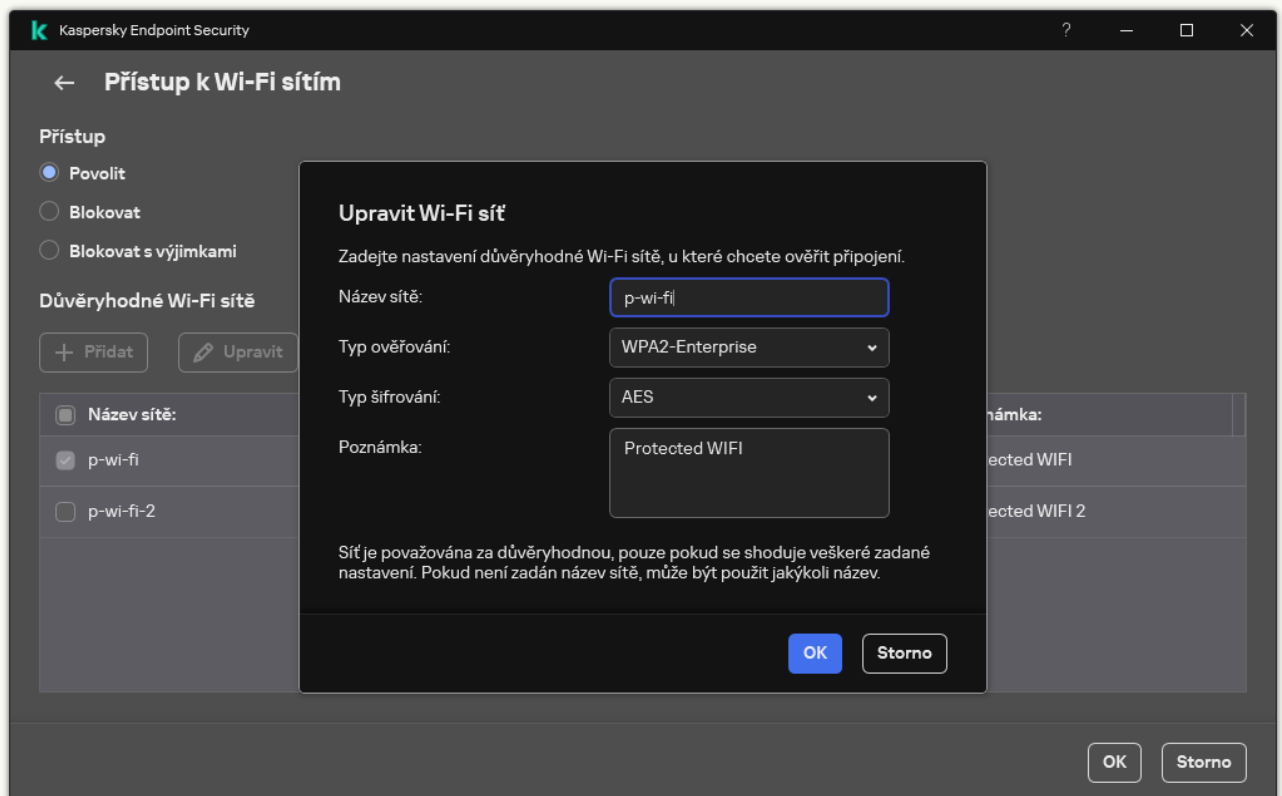 Kaspersky Endpoint Security
Přístup k Wi-Fi sítím
Přístup
Povolit
Blokovat
Blokovat s výjimkami
Důvěryhodné Wi-Fi sítě
Přidat
Upravit
Název sítě:
námka:
p-wi-fi
ected WIFI
p-wi-fi-2
ected WIFI 2
Upravit Wi-Fi síť
Zadejte nastavení důvěryhodné Wi-Fi sítě, u které chcete ověřit připojení.
Název sítě:
p-wi-fi
Typ ověřování:
WPA2-Enterprise
Typ šifrování:
AES
Poznámka:
Protected WIFI
Síť je považována za důvěryhodnou, pouze pokud se shoduje veškeré zadané
nastavení. Pokud není zadán název sítě, může být použit jakýkoli název.
OK
Storno
OK
Storno